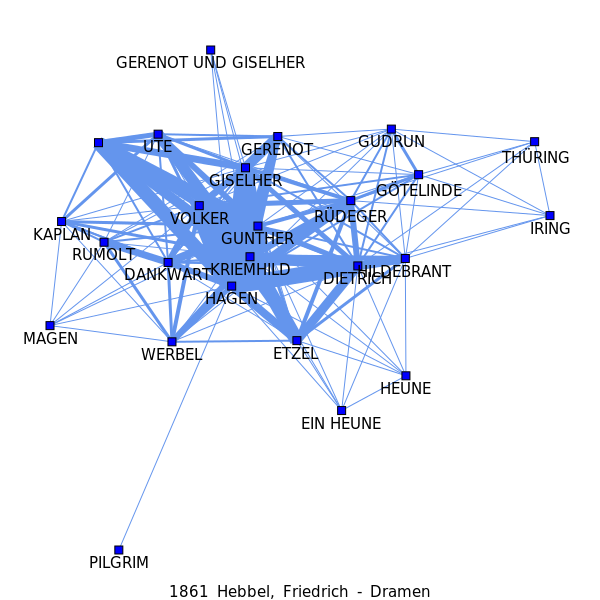 GERENOT UND GISELHER
UTE
GERENOT
GUDRUN
THÜRING
GISELHER
GÖTELINDE
VOLKER
RÜDEGER
IRING
KAPLAN
GUNTHER
RUMOLT
DANKWART
KRIEMHILD
DIETRICH
HILDEBRANT
HAGEN
MAGEN
WERBEL
ETZEL
HEUNE
EIN HEUNE
PILGRIM
1861 Hebbel, Friedrich - Dramen